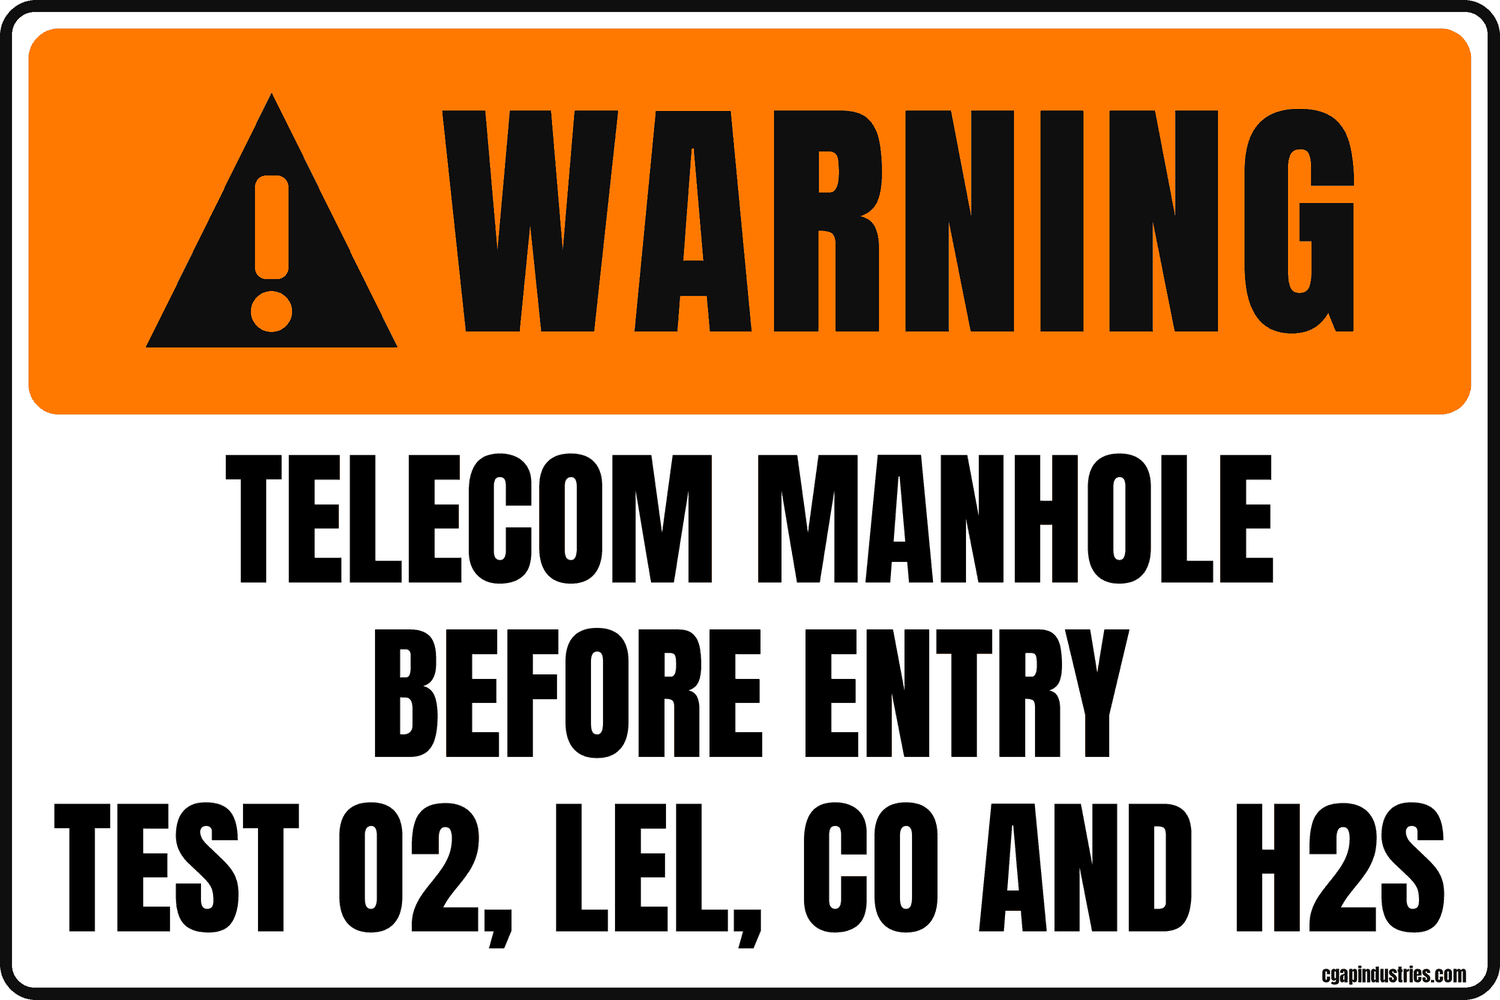 WARNING
TELECOM MANHOLE
BEFORE ENTRY
TEST O2, LEL, CO AND H2S
cgapindustries.com